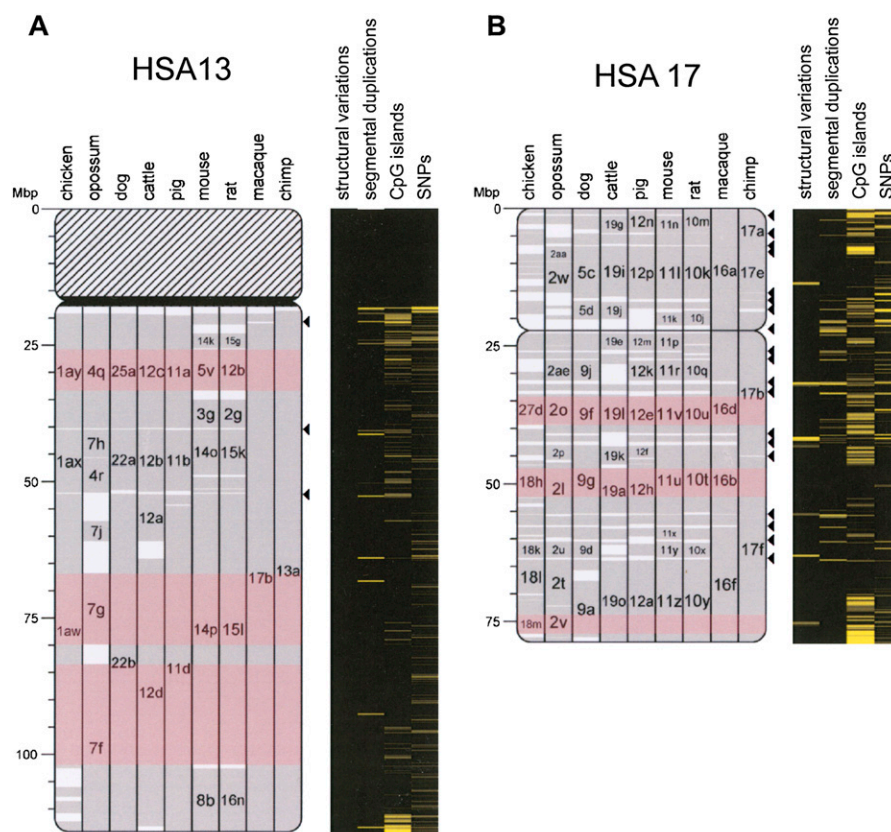 A
HSA13
Mbp
chicken
opossum
dog
cattle
pig
mouse
rat
macaque
chimp
structural variations
segmental duplications
CpG islands
SNPs
0
25
50
75
100
14k 15g
1ay 4q 25a 12c 11a 5v 12b
3g 2g
7h
1ax 22a 12b 11b 14o 15k
4r
12a
7j
17b 13a
7g
1aw 14p 15l
22b 11d
12d
7f
8b 16n
B
HSA 17
Mbp
chicken
opossum
dog
cattle
pig
mouse
rat
macaque
chimp
structural variations
segmental duplications
CpG islands
SNPs
0
25
50
75
19g 12n 11n 10m
17a
2aa
2w 5c 19i 12p 11l 10k 16a 17e
5d 19j
11k 10j
19e 12m 11p
2ae 9j 12k 11r 10q
17b
27d 2o 9f 19l 12e 11v 10u 16d
2p 19k 12f
18h 2l 9g 19a 12h 11u 10t 16b
11x
18k 2u 9d 11y 10x 17f
18l 2t 16f
9a 19o 12a 11z 10y
18m 2v